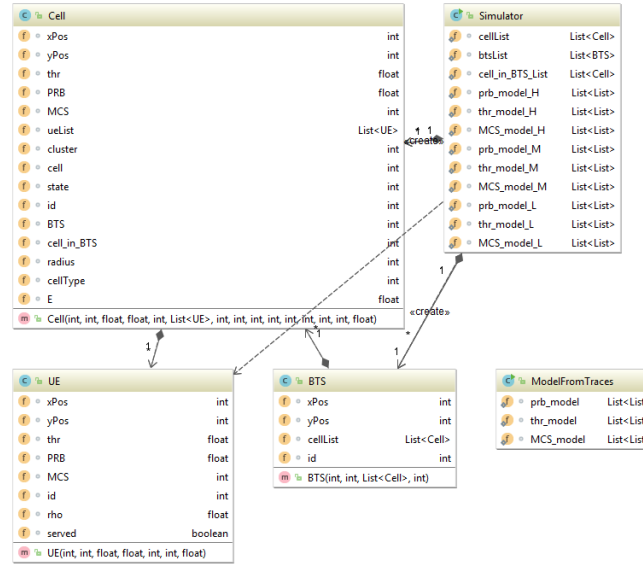 Cell
xPos int
yPos int
thr float
PRB float
MCS int
ueList List<UE>
cluster int
cell int
state int
id int
BTS int
cell_in_BTS int
radius int
cellType int
E float
Cell(int, int, float, float, int, List<UE>, int, int, int, int, int, int, int, int, float)
Simulator
cellList List<Cell>
btsList List<BTS>
cell_in_BTS_List List<Cell>
prb_model_H List<List>
thr_model_H List<List>
MCS_model_H List<List>
prb_model_M List<List>
thr_model_M List<List>
MCS_model_M List<List>
prb_model_L List<List>
thr_model_L List<List>
MCS_model_L List<List>
1 1
«create»
1
«create»
*
1
*
1
1
UE
xPos int
yPos int
thr float
PRB float
MCS int
id int
rho float
served boolean
UE(int, int, float, float, int, int, float)
BTS
xPos int
yPos int
cellList List<Cell>
id int
BTS(int, int, List<Cell>, int)
ModelFromTraces
prb_model List<List
thr_model List<List
MCS_model List<List